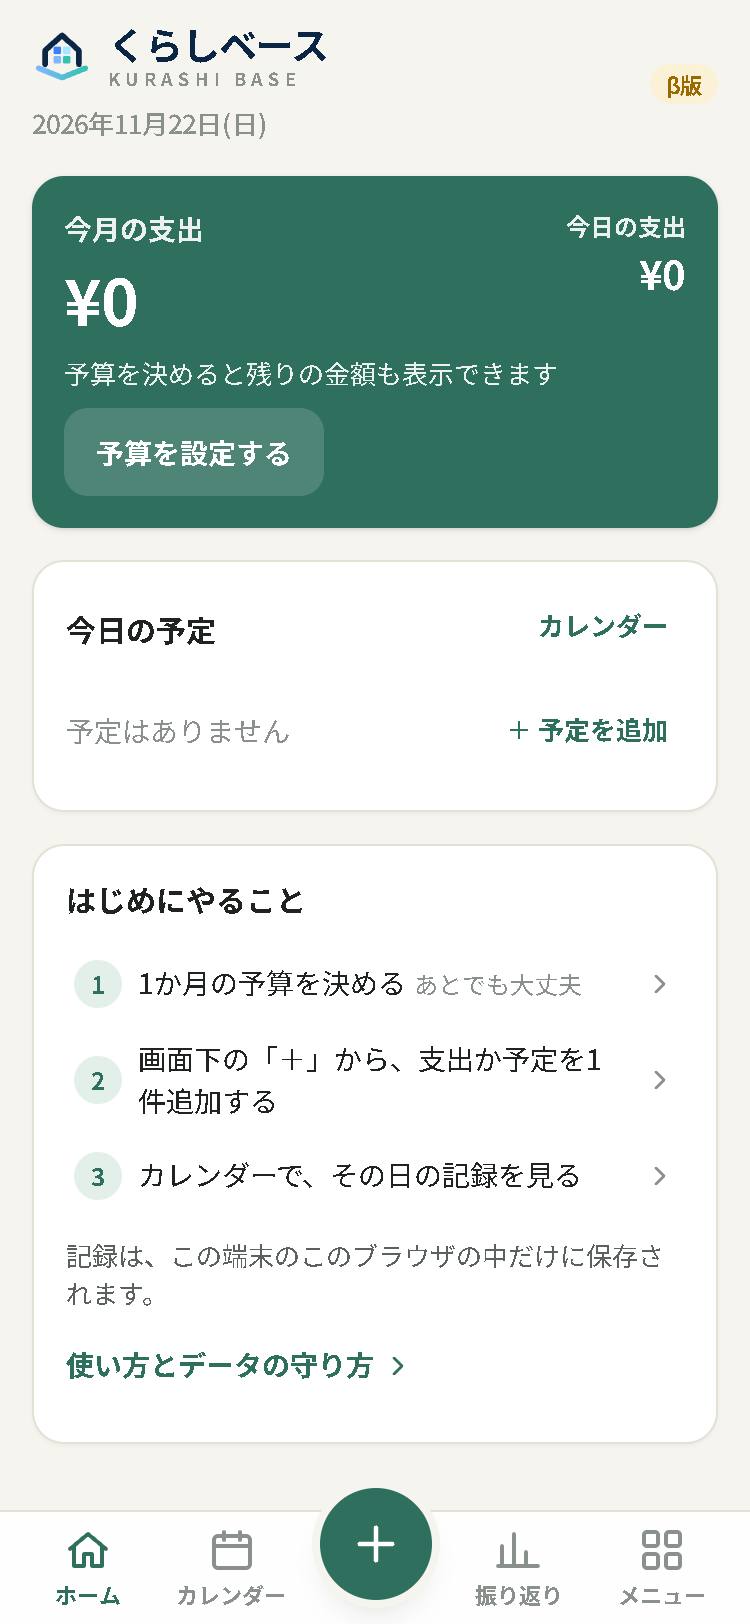 くらしベース
KURASHI BASE
β版
2026年11月22日(日)
今月の支出
今日の支出
¥0
¥0
予算を決めると残りの金額も表示できます
予算を設定する
今日の予定
カレンダー
予定はありません
＋ 予定を追加
はじめにやること
1 1か月の予算を決める あとでも大丈夫
2 画面下の「＋」から、支出か予定を1
件追加する
3 カレンダーで、その日の記録を見る
記録は、この端末のこのブラウザの中だけに保存さ
れます。
使い方とデータの守り方
ホーム
カレンダー
振り返り
メニュー